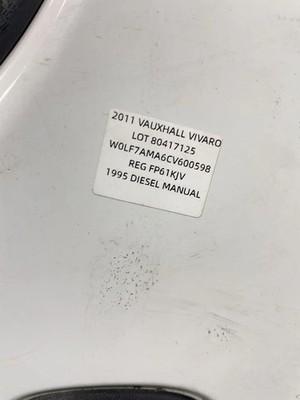 2011 VAUXHALL VIVARO
LOT 80417125
W0LF7AMA6CV600598
REG FP61KJV
1995 DIESEL MANUAL